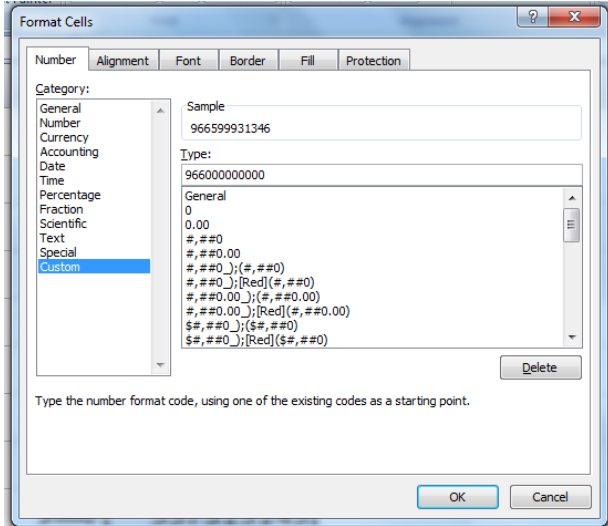 Format Cells
Number Alignment Font Border Fill Protection
Category:
General
Number
Currency
Accounting
Date
Time
Percentage
Fraction
Scientific
Text
Special
Custom
Sample
966599931346
Type:
966000000000
General
0
0.00
#,##0
#,##0.00
#,##0_);(#,##0)
#,##0_);[Red](#,##0)
#,##0.00_);(#,##0.00)
#,##0.00_);[Red](#,##0.00)
$#,##0_);($#,##0)
$#,##0_);[Red]($#,##0)
Delete
Type the number format code, using one of the existing codes as a starting point.
OK Cancel